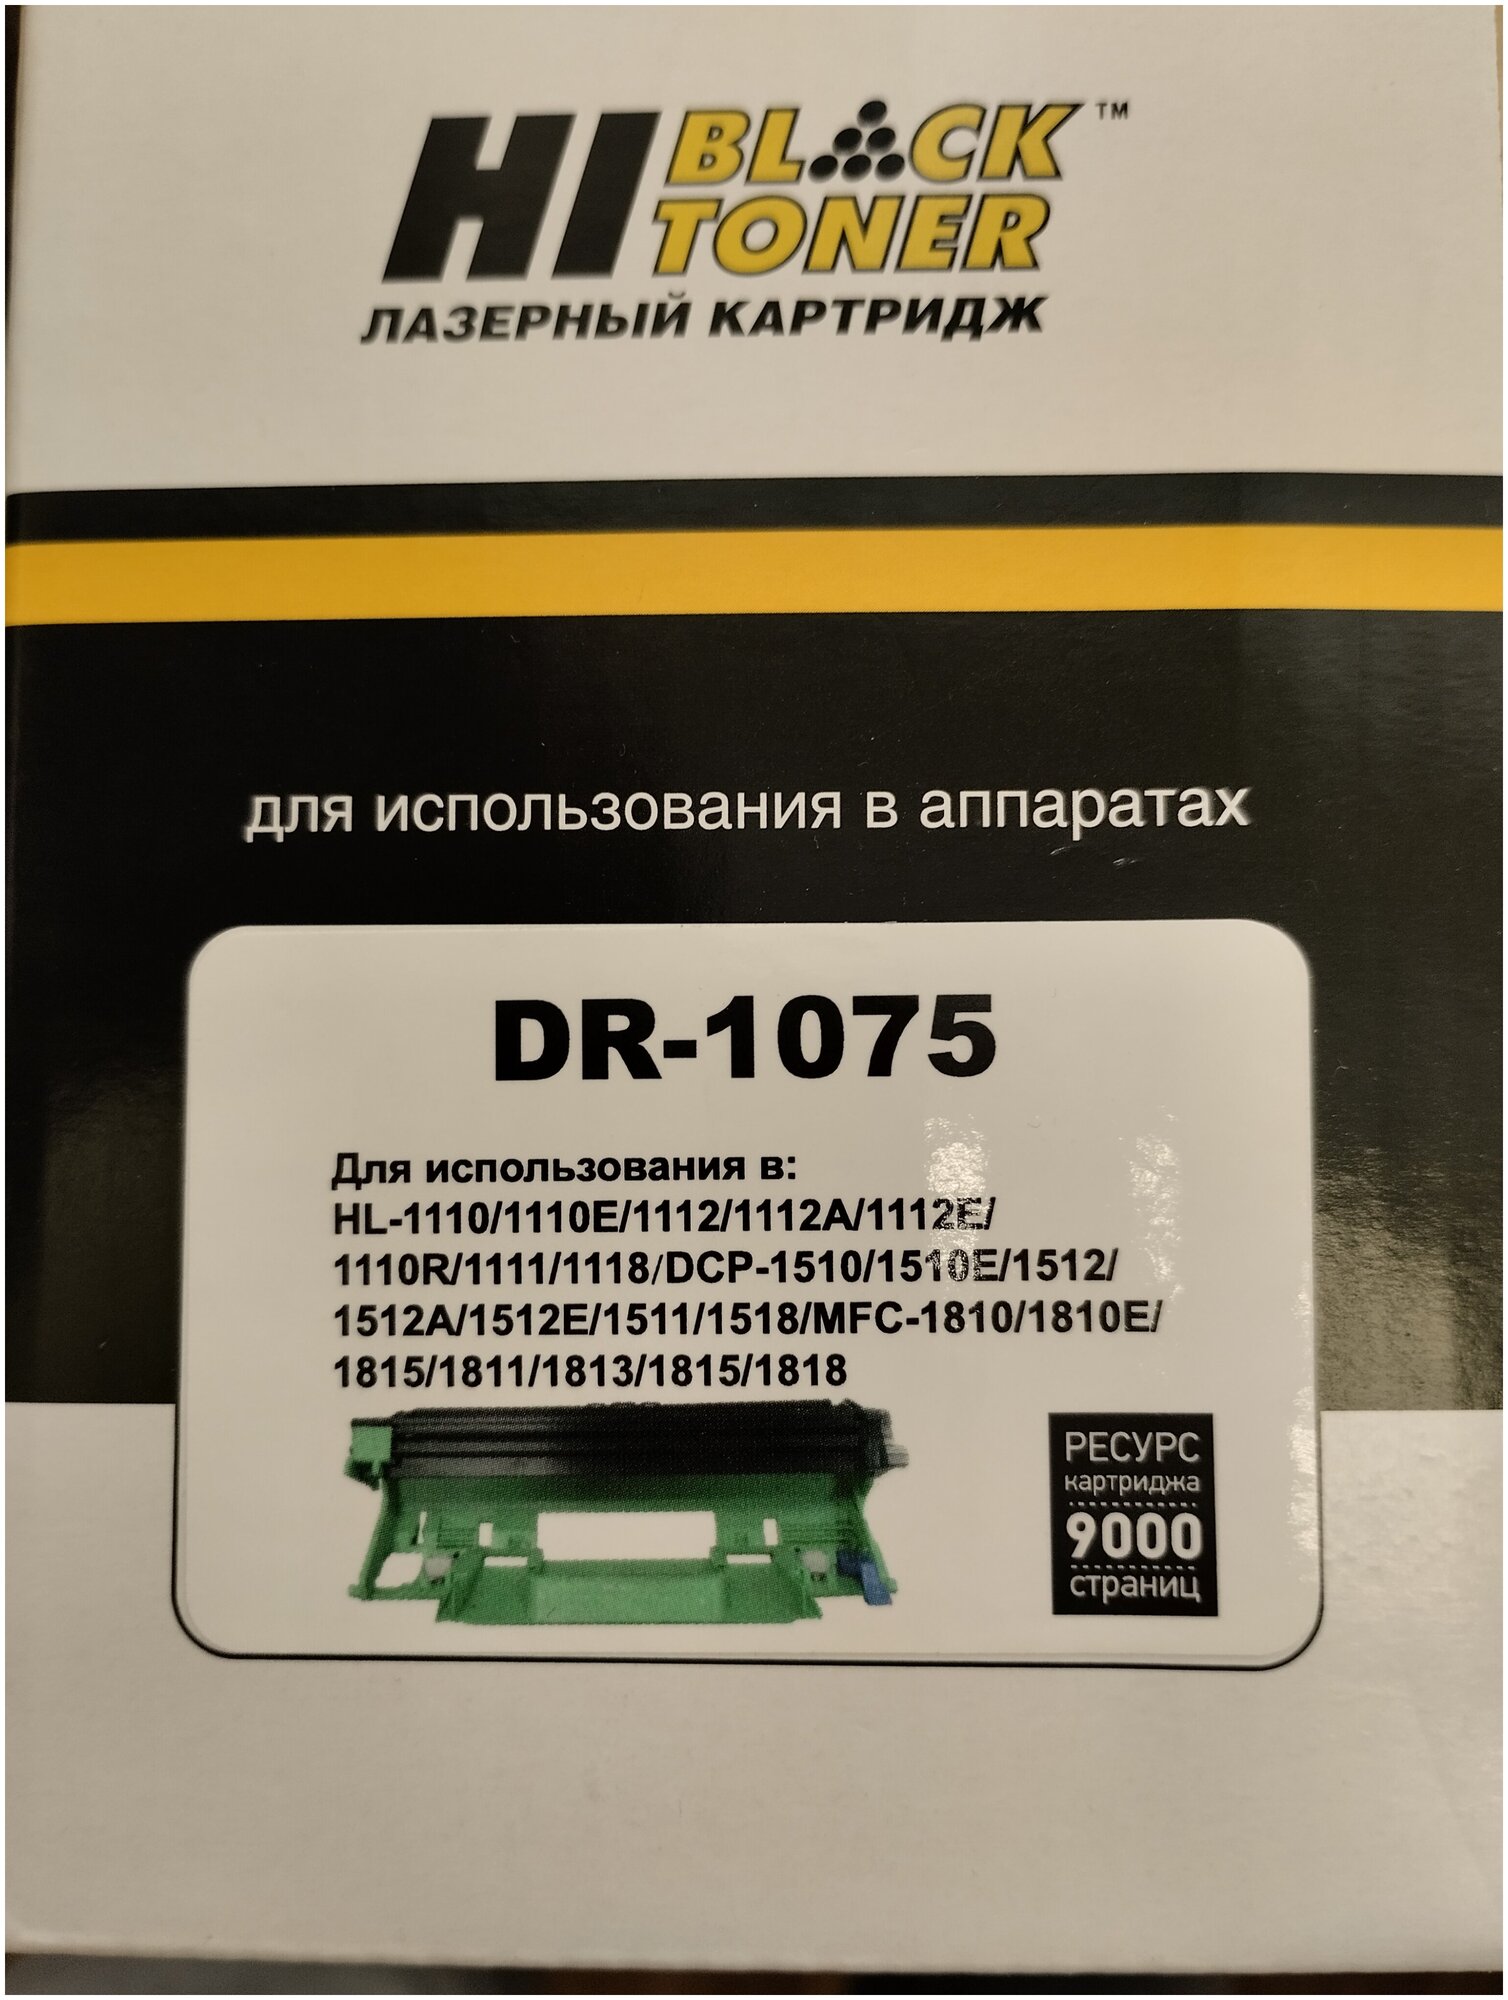 HI BLACK TONER™
ЛАЗЕРНЫЙ КАРТРИДЖ
для использования в аппаратах
DR-1075
Для использования в:
HL-1110/1110E/1112/1112A/1112E/
1110R/1111/1118/DCP-1510/1510E/1512/
1512A/1512E/1511/1518/MFC-1810/1810E/
1815/1811/1813/1815/1818
РЕСУРС
картриджа
9000
страниц